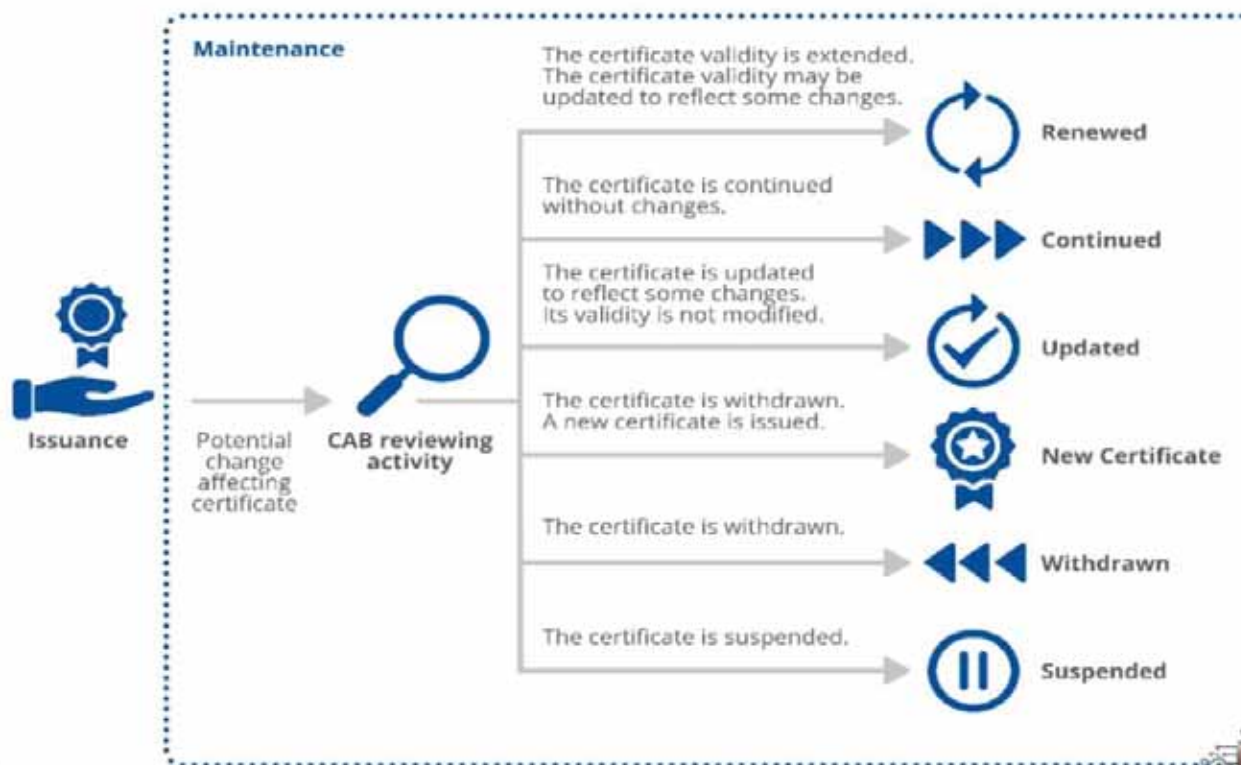 Maintenance
The certificate validity is extended.
The certificate validity may be
updated to reflect some changes.
Renewed
The certificate is continued
without changes.
Continued
The certificate is updated
to reflect some changes.
Its validity is not modified.
Updated
Issuance
Potential
change
affecting
certificate
CAB reviewing
activity
The certificate is withdrawn.
A new certificate is issued.
New Certificate
The certificate is withdrawn.
Withdrawn
The certificate is suspended.
Suspended